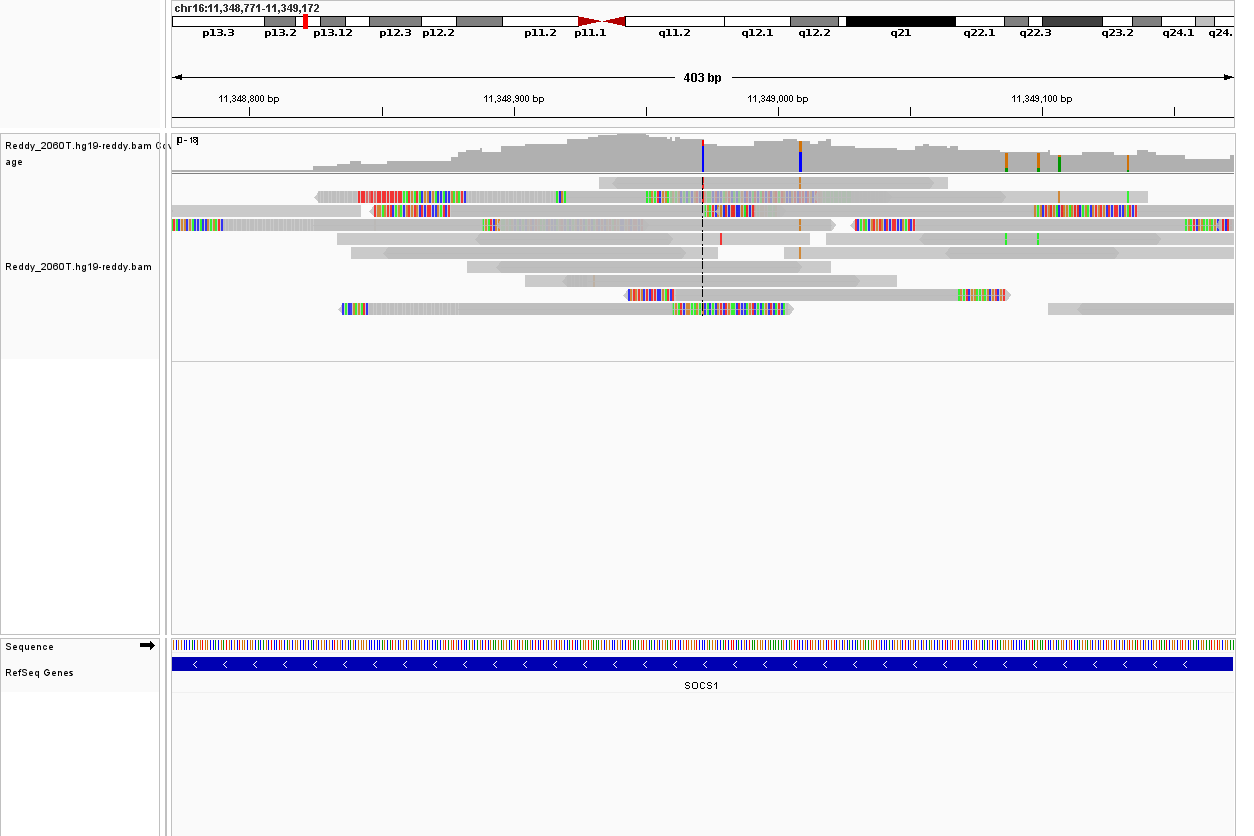 chr16:11,348,771-11,349,172
p13.3 p13.2 p13.12 p12.3 p12.2 p11.2 p11.1 q11.2 q12.1 q12.2 q21 q22.1 q22.3 q23.2 q24.1 q24.
403 bp
11,348,800 bp 11,348,900 bp 11,349,000 bp 11,349,100 bp
[0 - 18]
Reddy_2060T.hg19-reddy.bam Cov
age
Reddy_2060T.hg19-reddy.bam
Sequence
RefSeq Genes
SOCS1